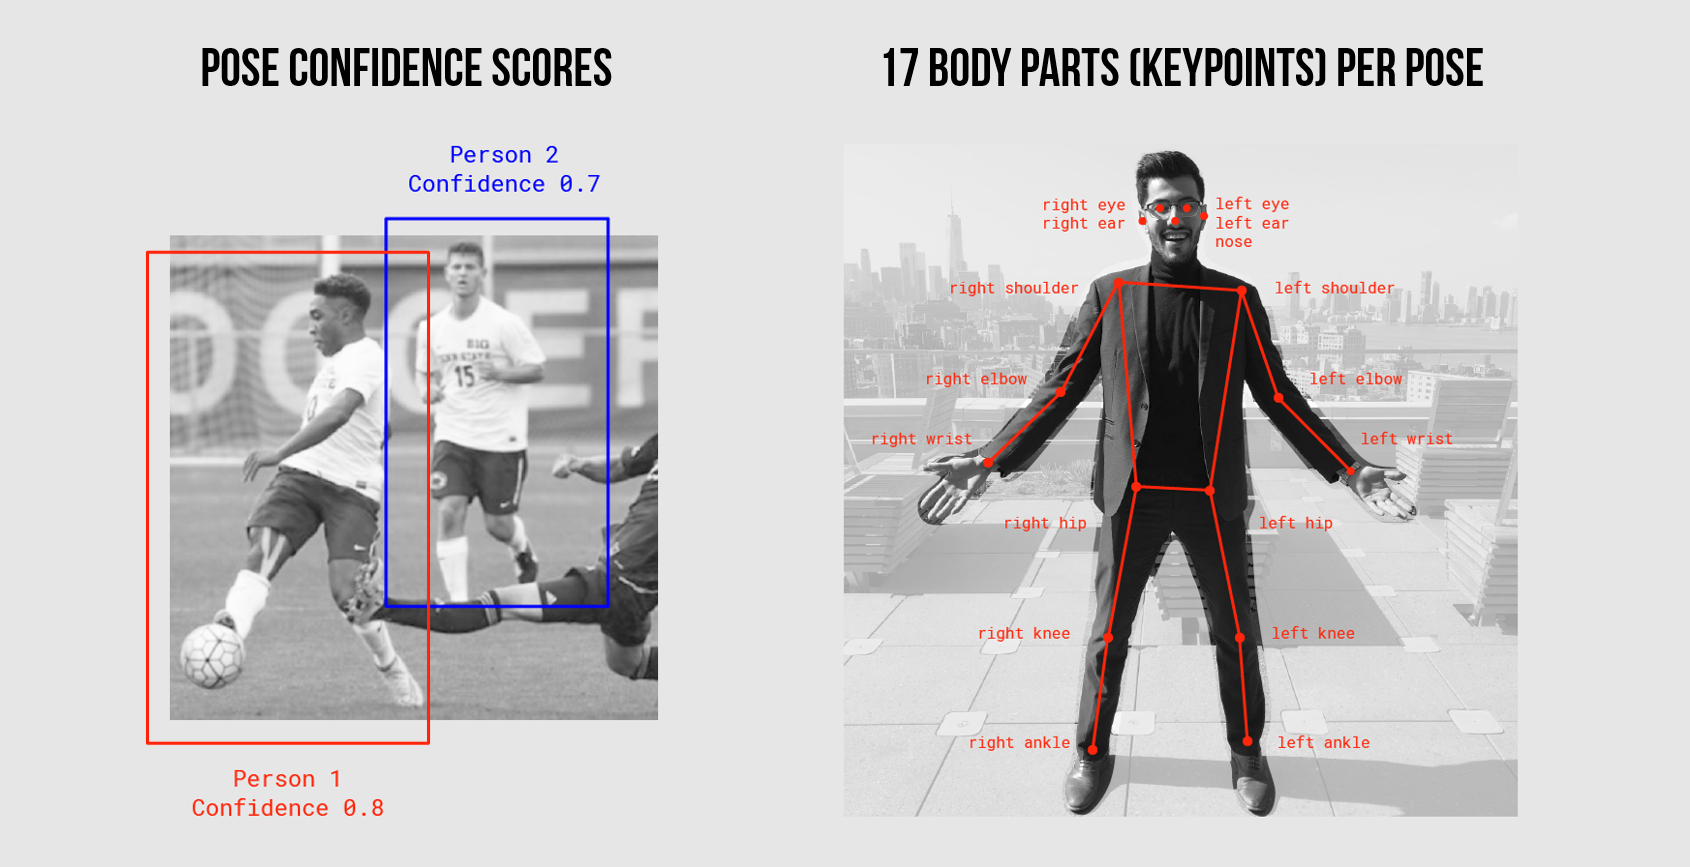 POSE CONFIDENCE SCORES
Person 2
Confidence 0.7
BIG
15
Person 1
Confidence 0.8
17 BODY PARTS (KEYPOINTS) PER POSE
right eye
right ear
left eye
left ear
nose
right shoulder
left shoulder
right elbow
left elbow
right wrist
left wrist
right hip
left hip
right knee
left knee
right ankle
left ankle